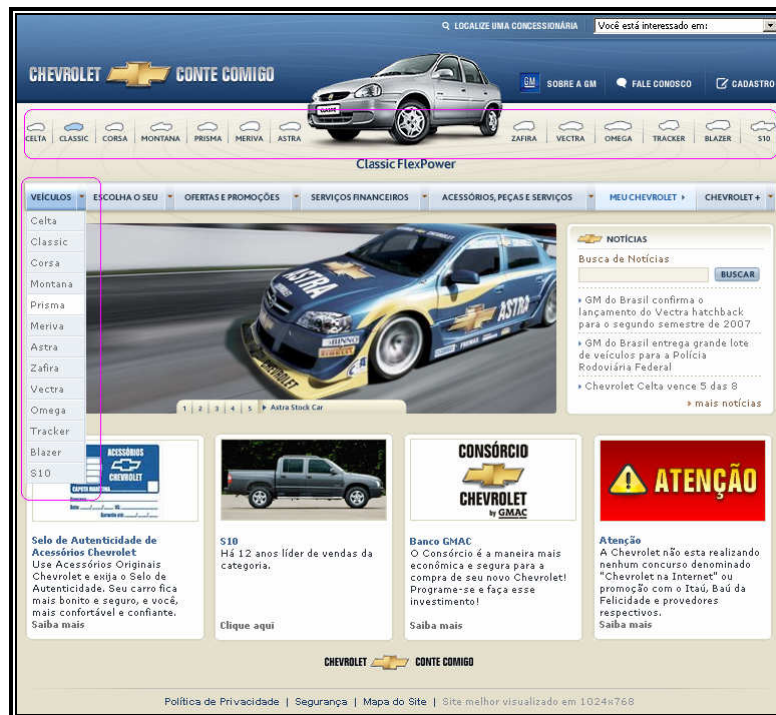 LOCALIZE UMA CONCESSIONÁRIA
Você está interessado em:
CHEVROLET CONTE COMIGO
GM SOBRE A GM
FALE CONOSCO
CADASTRO
CLASSIC
CELTA CLASSIC CORSA MONTANA PRISMA MERIVA ASTRA ZAFIRA VECTRA OMEGA TRACKER BLAZER S10
Classic FlexPower
VEÍCULOS ESCOLHA O SEU OFERTAS E PROMOÇÕES SERVIÇOS FINANCEIROS ACESSÓRIOS, PEÇAS E SERVIÇOS MEU CHEVROLET CHEVROLET +
Celta
Classic
Corsa
Montana
Prisma
Meriva
Astra
Zafira
Vectra
Omega
Tracker
Blazer
S10
ASTRA
ASTRA
CHEVROLET
1 2 3 4 5 Astra Stock Car
NOTÍCIAS
Busca de Notícias
BUSCAR
GM do Brasil confirma o
lançamento do Vectra hatchback
para o segundo semestre de 2007
GM do Brasil entrega grande lote
de veículos para a Polícia
Rodoviária Federal
Chevrolet Celta vence 5 das 8
mais notícias
ACESSÓRIOS
CHEVROLET
Selo de Autenticidade de
Acessórios Chevrolet
Use Acessórios Originais
Chevrolet e exija o Selo de
Autenticidade. Seu carro fica
mais bonito e seguro, e você,
mais confortável e confiante.
Saiba mais
S10
Há 12 anos líder de vendas da
categoria.
Clique aqui
CONSÓRCIO
CHEVROLET
by GMAC
Banco GMAC
O Consórcio é a maneira mais
econômica e segura para a
compra de seu novo Chevrolet!
Programe-se e faça esse
investimento!
Saiba mais
ATENÇÃO
Atenção
A Chevrolet não esta realizando
nenhum concurso denominado
"Chevrolet na Internet" ou
promoção com o Itaú, Baú da
Felicidade e provedores
respectivos.
Saiba mais
CHEVROLET CONTE COMIGO
Política de Privacidade | Segurança | Mapa do Site | Site melhor visualizado em 1024x768